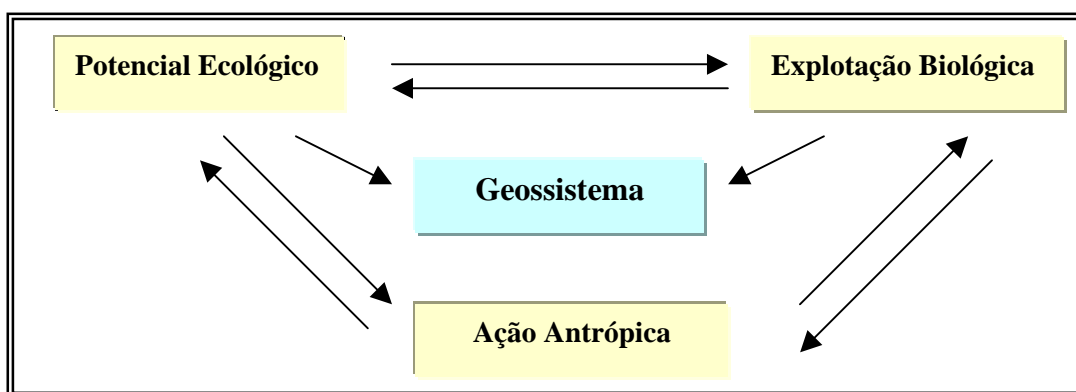 Potencial Ecológico
Explotação Biológica
Geossistema
Ação Antrópica